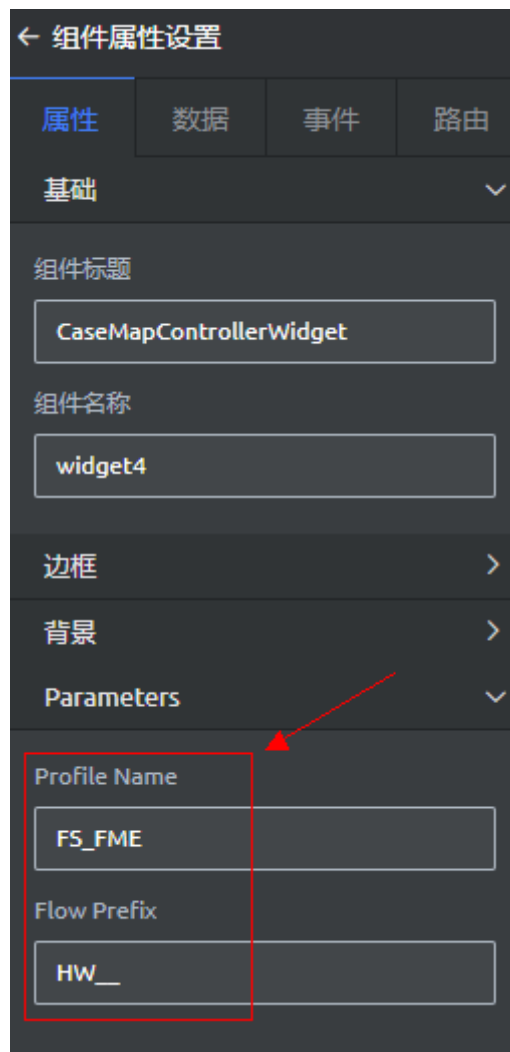 ← 组件属性设置
属性 数据 事件 路由
基础
组件标题
CaseMapControllerWidget
组件名称
widget4
边框
背景
Parameters
Profile Name
FS_FME
Flow Prefix
HW__